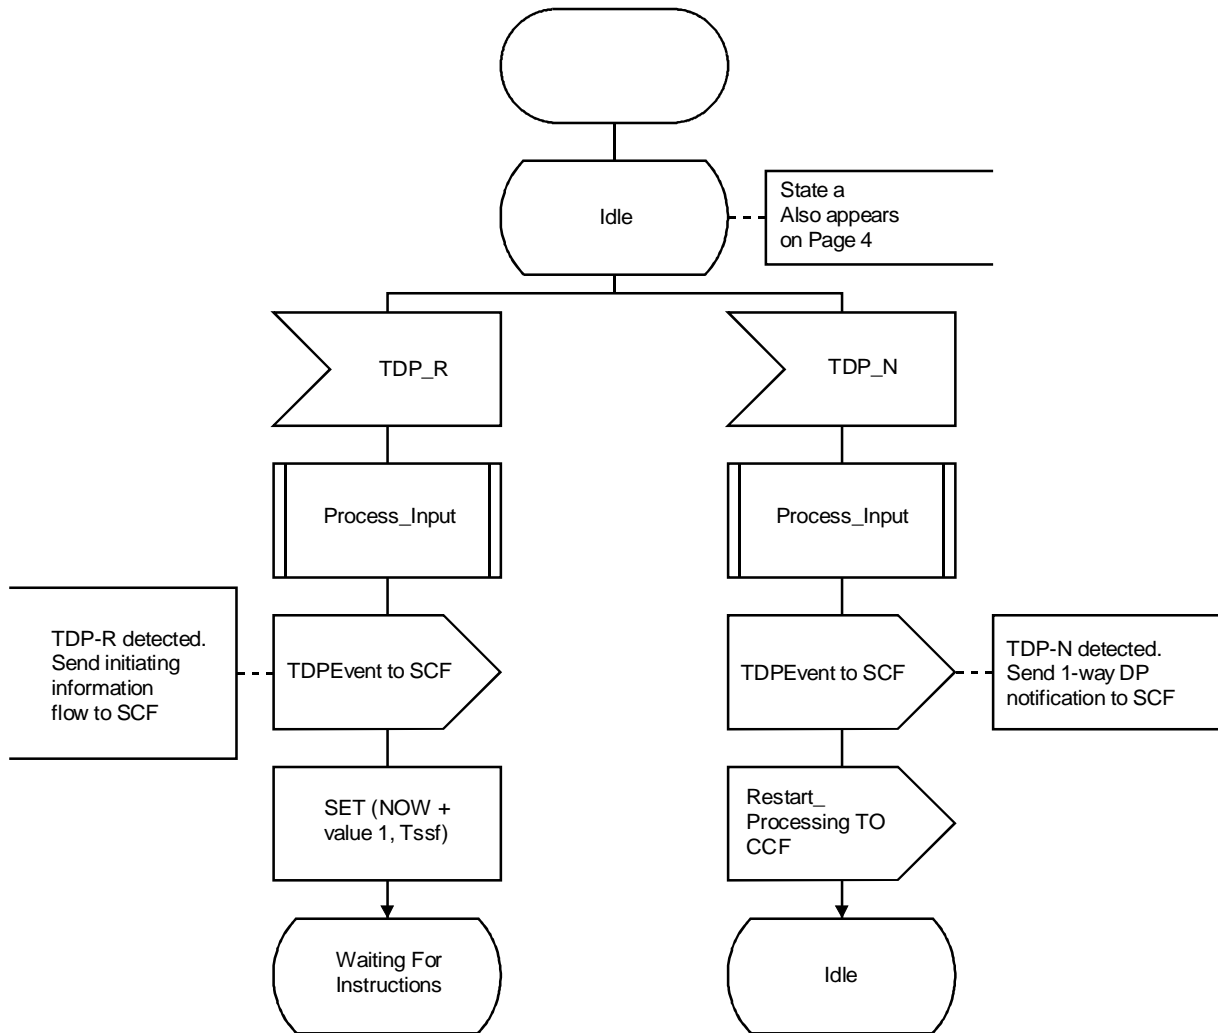 Idle
State a
Also appears
on Page 4
TDP_R
TDP_N
Process_Input
Process_Input
TDP-R detected.
Send initiating
information
flow to SCF
TDPEvent to SCF
TDPEvent to SCF
TDP-N detected.
Send 1-way DP
notification to SCF
SET (NOW +
value 1, Tssf)
Restart_
Processing TO
CCF
Waiting For
Instructions
Idle